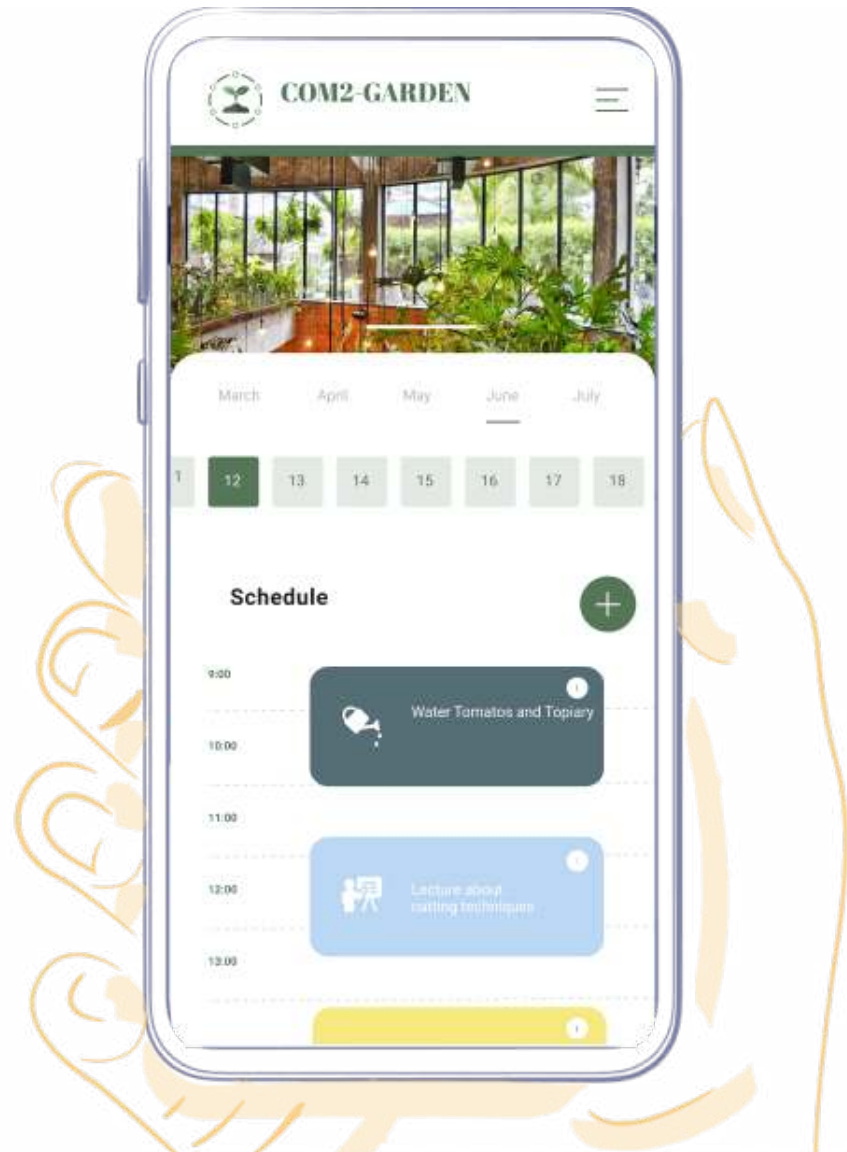 COM2-GARDEN
March April May June July
1 12 13 14 15 16 17 18
Schedule
9:00
Water Tomatos and Topiary
10:00
11:00
12:00
Lecture about
cutting techniques
13:00